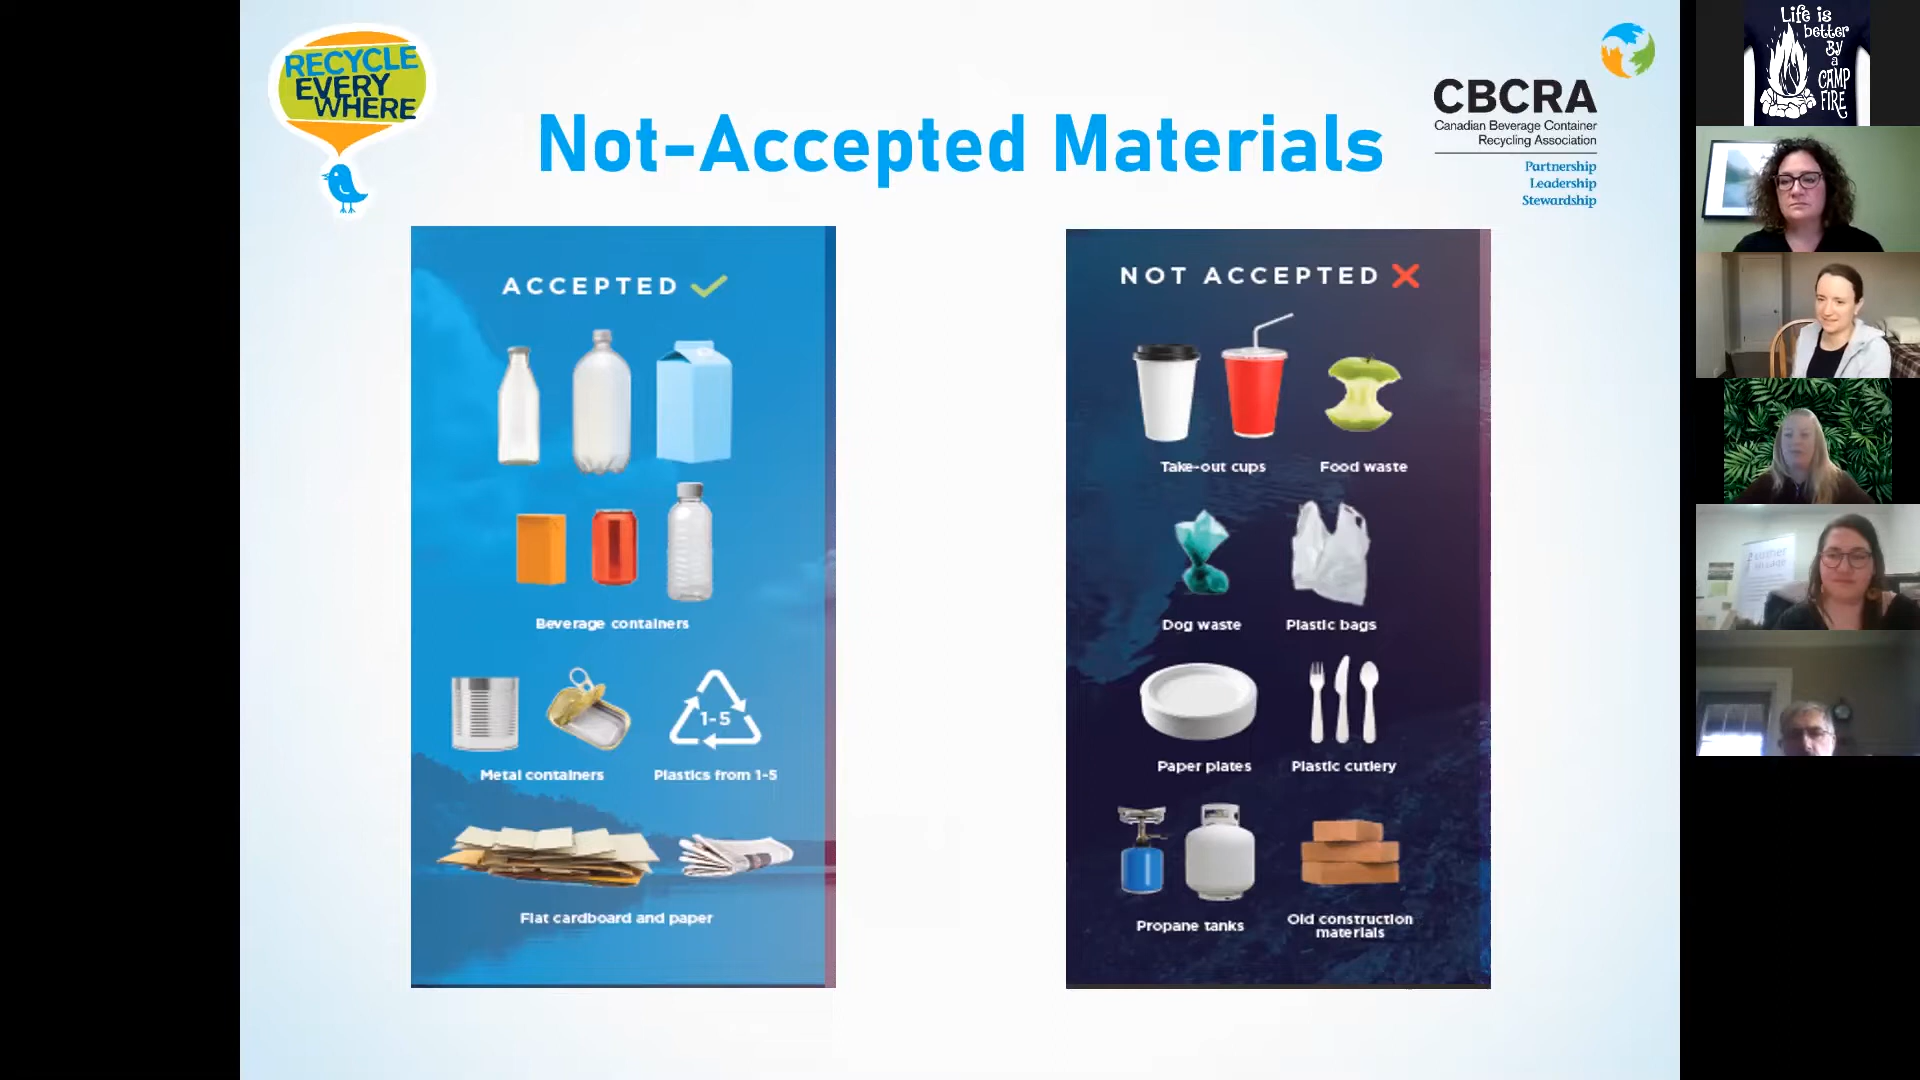 RECYCLE
EVERY
WHERE
Not-Accepted Materials
CBCRA
Canadian Beverage Container
Recycling Association
Partnership
Leadership
Stewardship
ACCEPTED
Beverage containers
1-5
Metal containers
Plastics from 1-5
Flat cardboard and paper
NOT ACCEPTED
Take-out cups
Food waste
Dog waste
Plastic bags
Paper plates
Plastic cutlery
Propane tanks
Old construction
materials
Life is
better
By
a
CAMP
FIRE